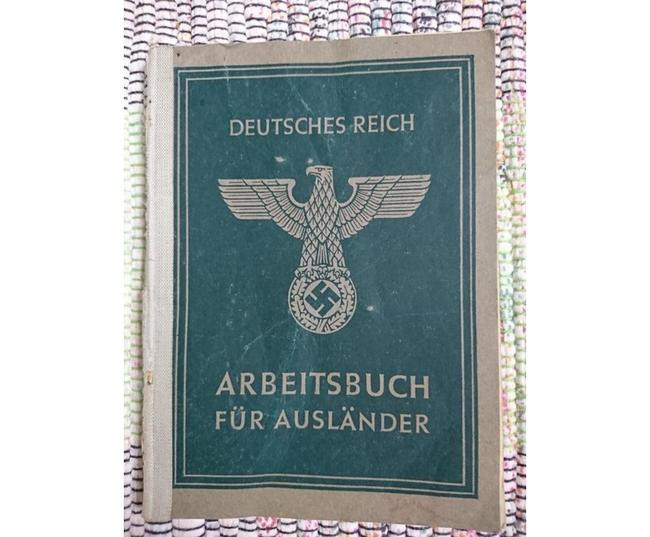 DEUTSCHES REICH
ARBEITSBUCH
FÜR AUSLÄNDER